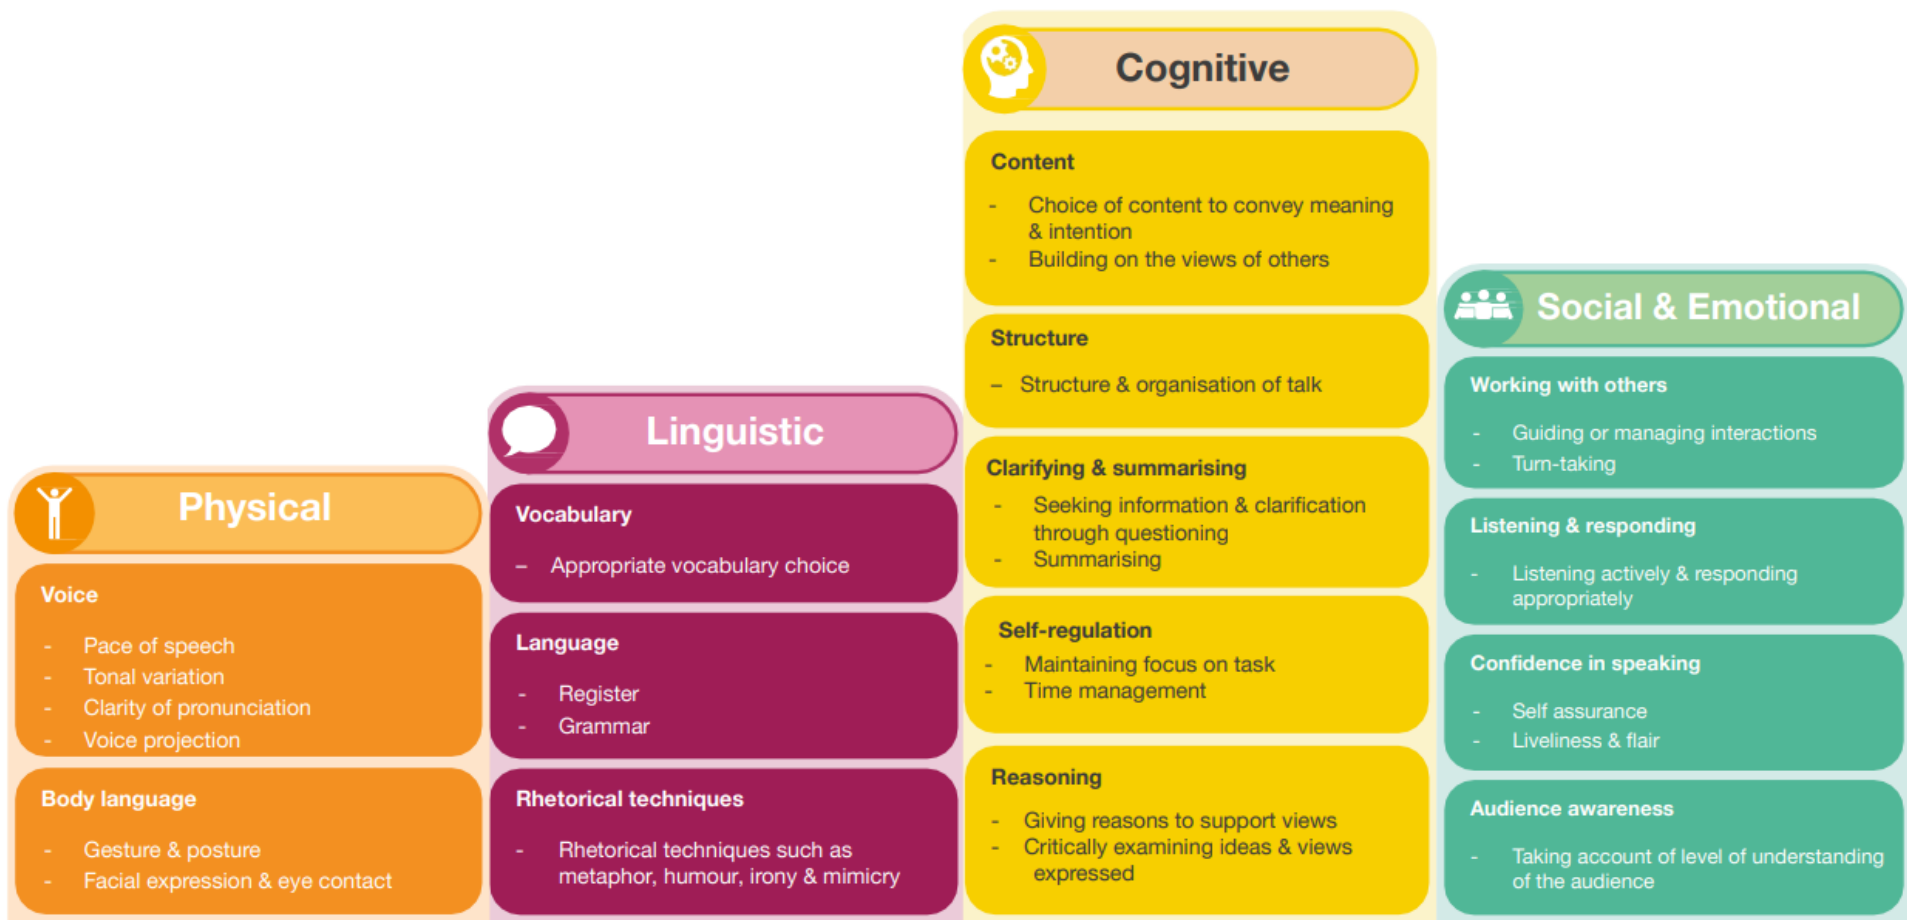 Physical
Voice
- Pace of speech
- Tonal variation
- Clarity of pronunciation
- Voice projection
Body language
- Gesture & posture
- Facial expression & eye contact
Linguistic
Vocabulary
– Appropriate vocabulary choice
Language
- Register
- Grammar
Rhetorical techniques
- Rhetorical techniques such as
metaphor, humour, irony & mimicry
Cognitive
Content
- Choice of content to convey meaning
& intention
- Building on the views of others
Structure
– Structure & organisation of talk
Clarifying & summarising
- Seeking information & clarification
through questioning
- Summarising
Self-regulation
- Maintaining focus on task
- Time management
Reasoning
- Giving reasons to support views
- Critically examining ideas & views
expressed
Social & Emotional
Working with others
- Guiding or managing interactions
- Turn-taking
Listening & responding
- Listening actively & responding
appropriately
Confidence in speaking
- Self assurance
- Liveliness & flair
Audience awareness
- Taking account of level of understanding
of the audience